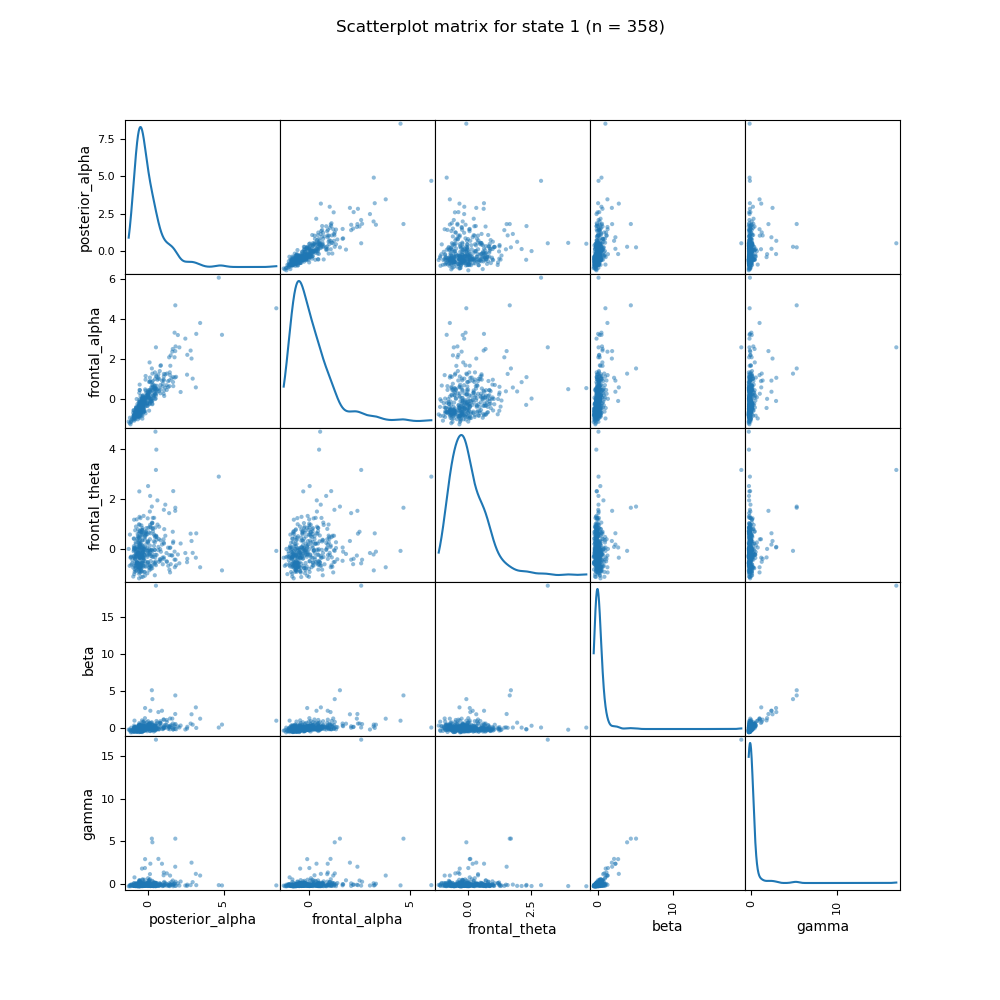 Scatterplot matrix for state 1 (n = 358)
posterior_alpha
7.5
5.0
2.5
0.0
frontal_alpha
6
4
2
0
frontal_theta
4
2
0
beta
15
10
5
0
gamma
15
10
5
0
0 5 0 5 0.0 2.5 0 10 0 10
posterior_alpha frontal_alpha frontal_theta beta gamma